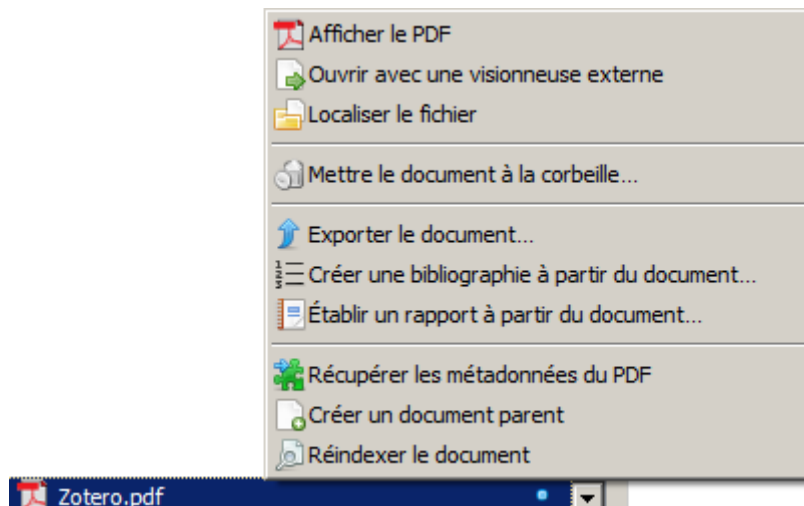 Afficher le PDF
Ouvrir avec une visionneuse externe
Localiser le fichier
Mettre le document à la corbeille...
Exporter le document...
Créer une bibliographie à partir du document...
Établir un rapport à partir du document...
Récupérer les métadonnées du PDF
Créer un document parent
Réindexer le document
Zotero.pdf